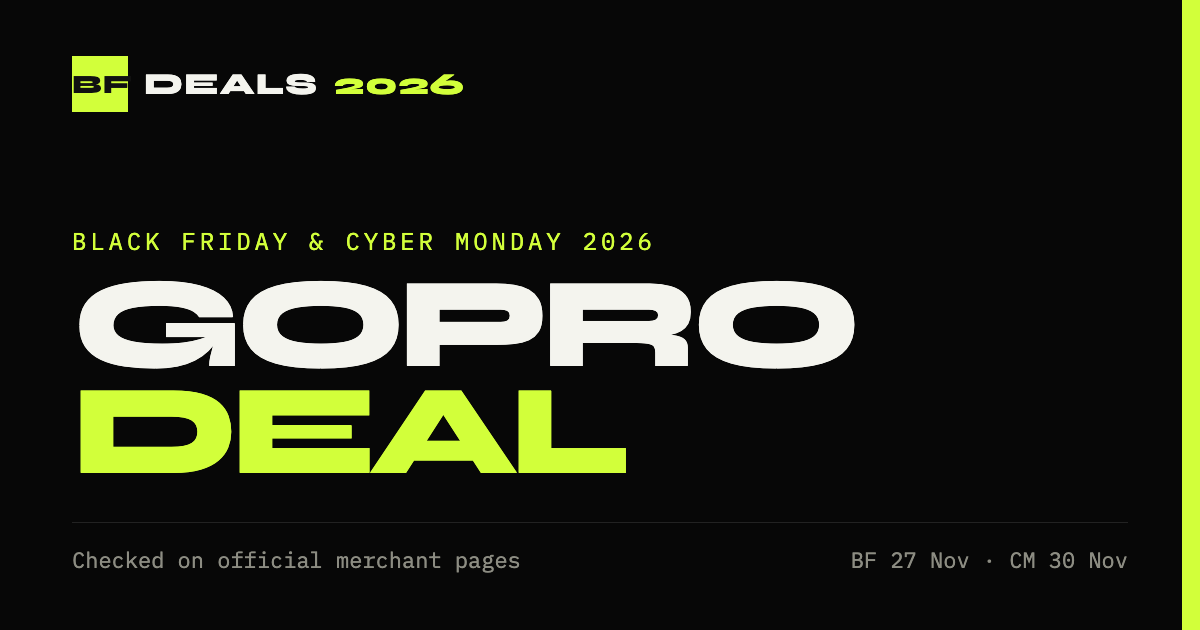 BF DEALS 2026
BLACK FRIDAY & CYBER MONDAY 2026
GOPRO
DEAL
Checked on official merchant pages
BF 27 Nov · CM 30 Nov